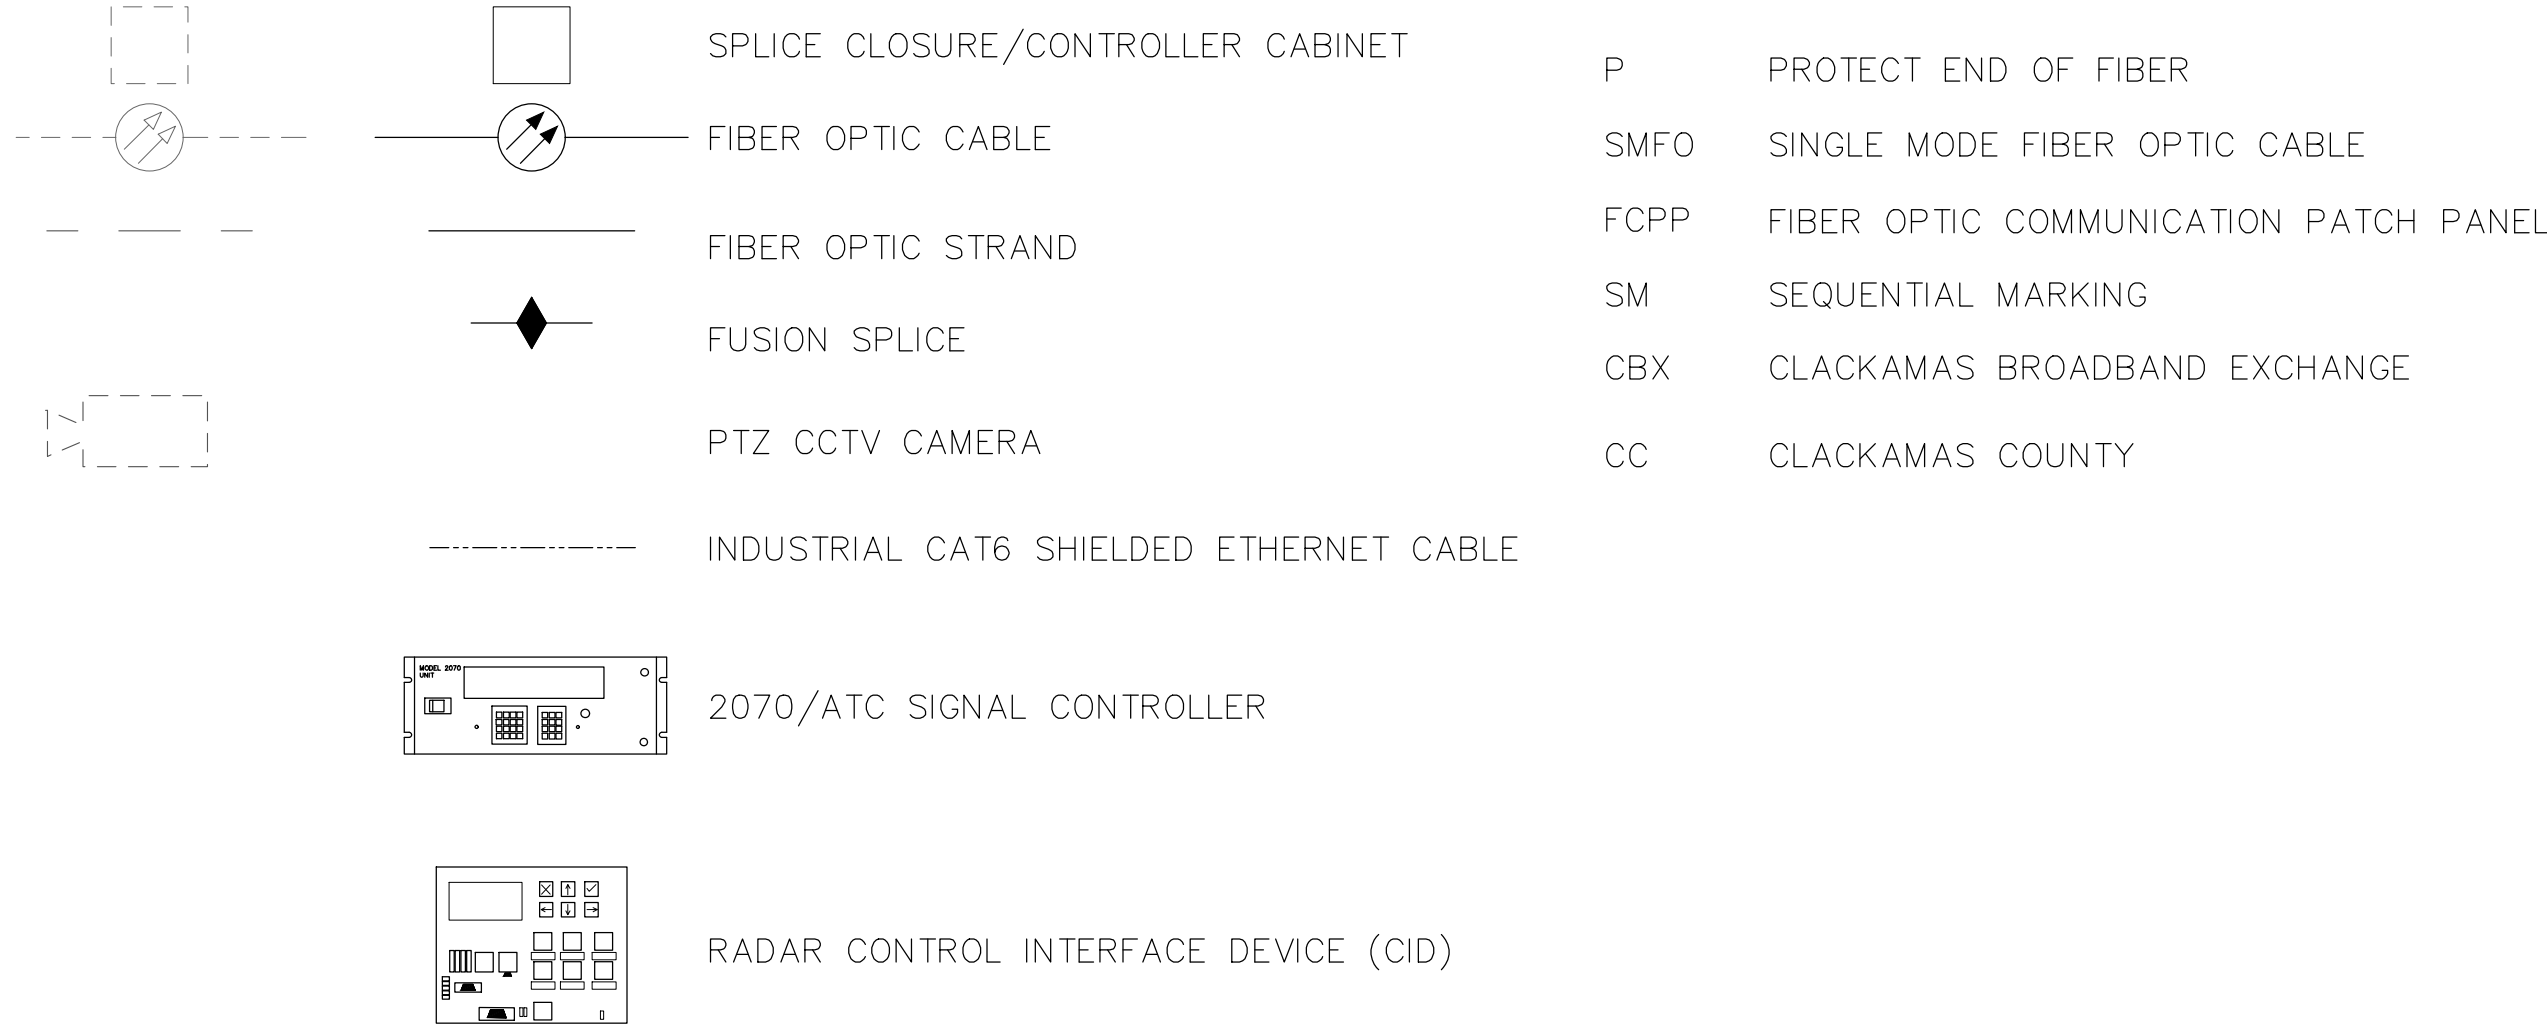 SPLICE CLOSURE/CONTROLLER CABINET
FIBER OPTIC CABLE
FIBER OPTIC STRAND
FUSION SPLICE
PTZ CCTV CAMERA
INDUSTRIAL CAT6 SHIELDED ETHERNET CABLE
MODEL 2070
UNIT
2070/ATC SIGNAL CONTROLLER
RADAR CONTROL INTERFACE DEVICE (CID)
P PROTECT END OF FIBER
SMFO SINGLE MODE FIBER OPTIC CABLE
FCPP FIBER OPTIC COMMUNICATION PATCH PANEL
SM SEQUENTIAL MARKING
CBX CLACKAMAS BROADBAND EXCHANGE
CC CLACKAMAS COUNTY